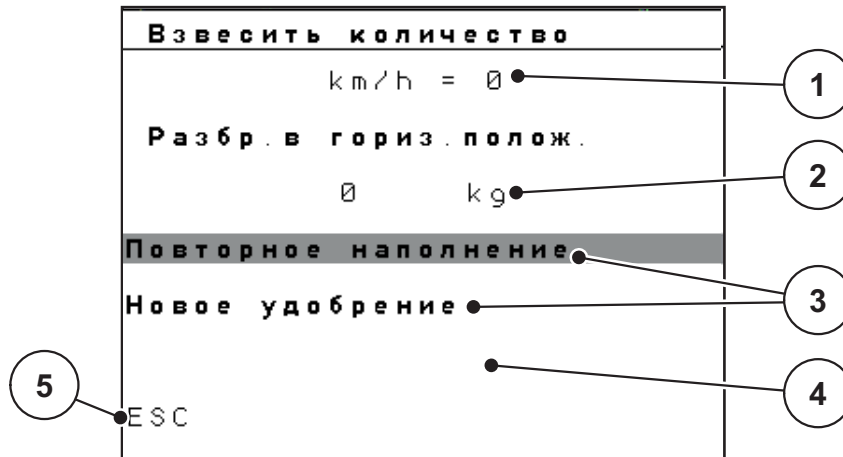 Взвесить количество
km/h = 0
1
Разбр.в гориз.полож.
2
0 kg
Повторное наполнение
Новое удобрение
3
4
5
ESC